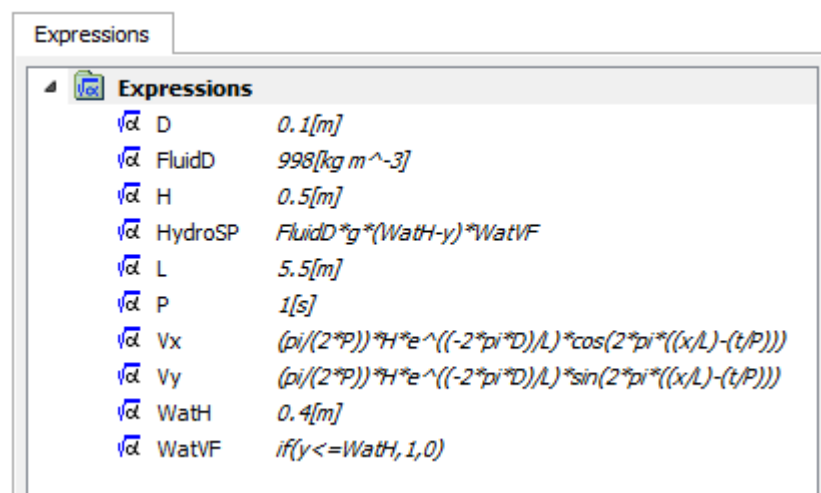 Expressions
Expressions
D 0.1[m]
FluidD 998[kg m^-3]
H 0.5[m]
HydroSP FluidD*g*(WatH-y)*WatVF
L 5.5[m]
P 1[s]
Vx (pi/(2*P))*H*e^((-2*pi*D)/L)*cos(2*pi*((x/L)-(t/P)))
Vy (pi/(2*P))*H*e^((-2*pi*D)/L)*sin(2*pi*((x/L)-(t/P)))
WatH 0.4[m]
WatVF if(y<=WatH,1,0)